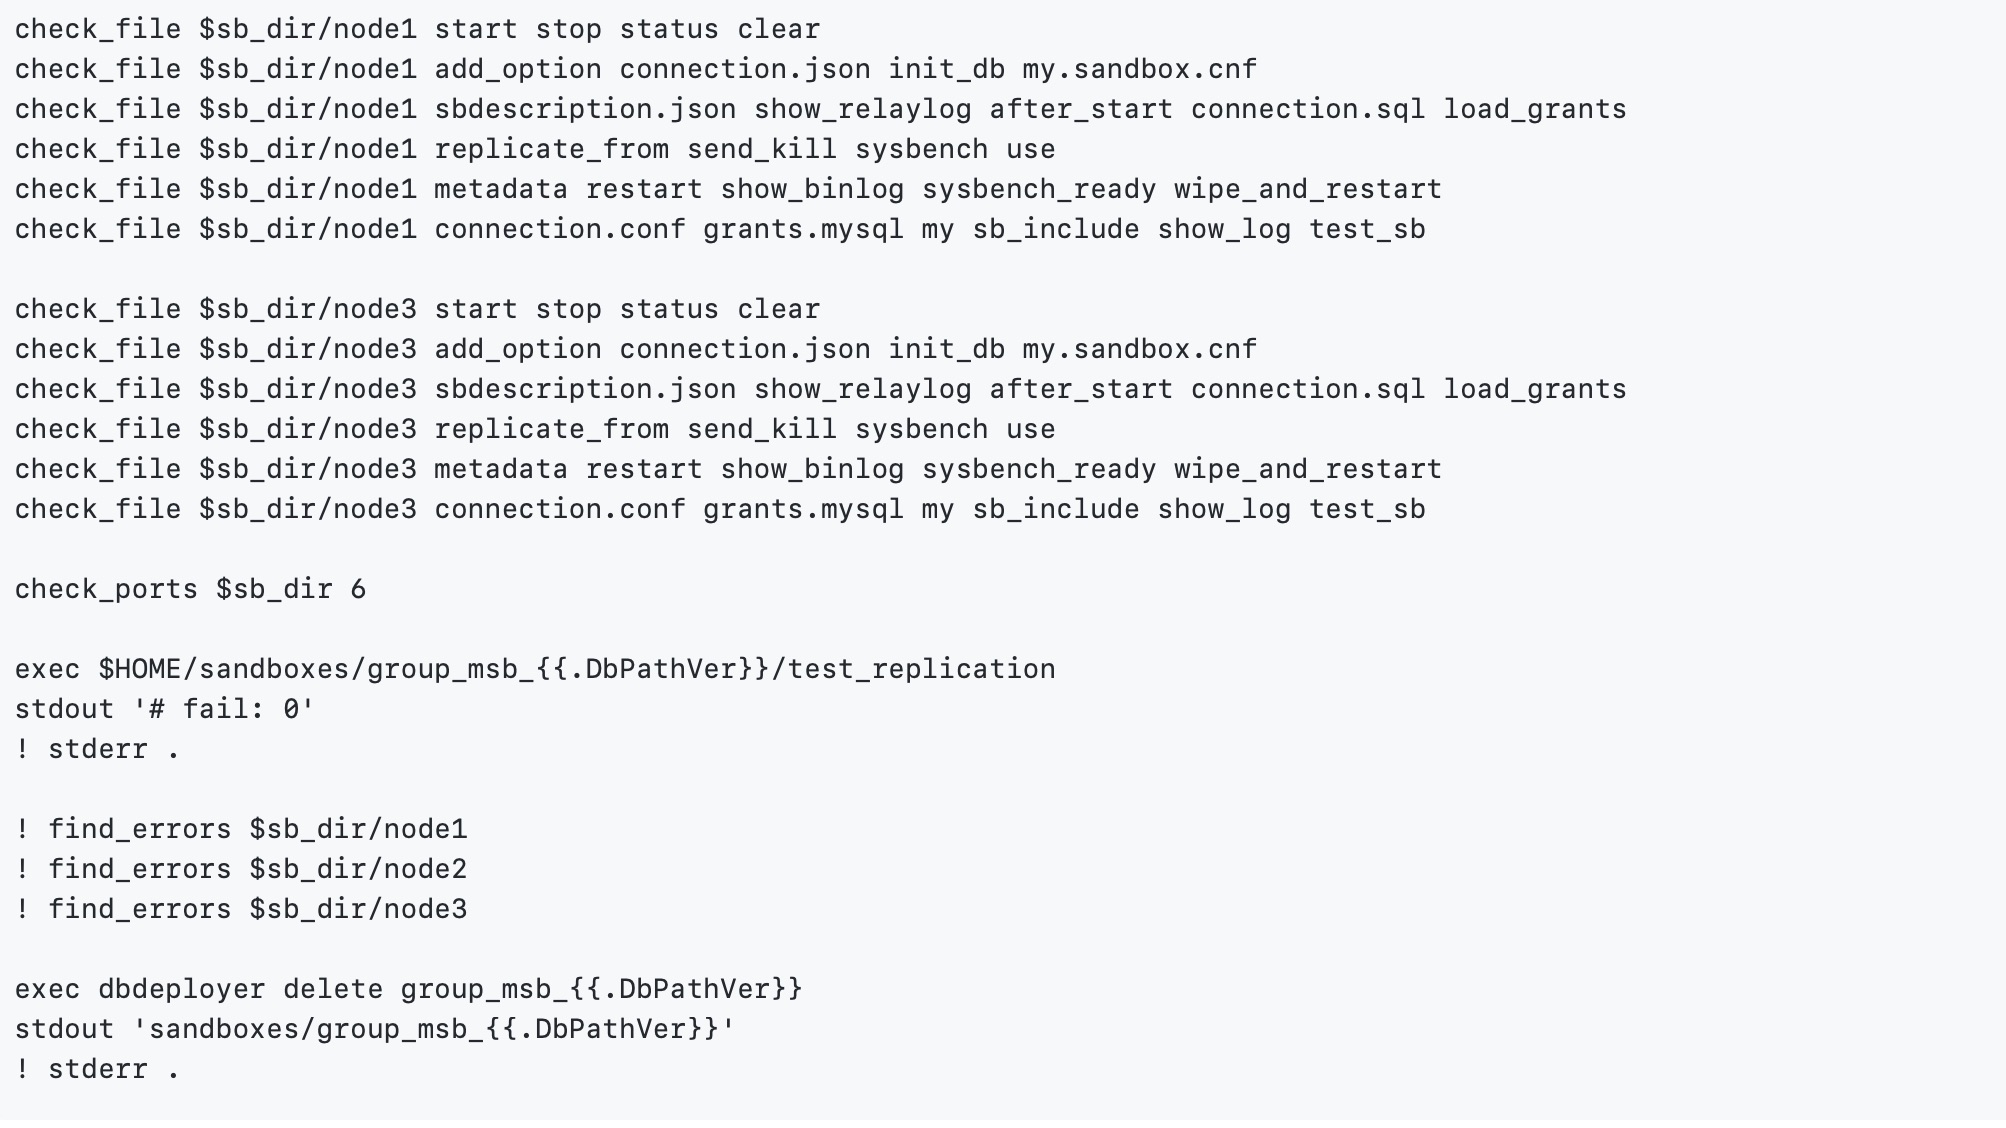 check_file $sb_dir/node1 start stop status clear
check_file $sb_dir/node1 add_option connection.json init_db my.sandbox.cnf
check_file $sb_dir/node1 sbdescription.json show_relaylog after_start connection.sql load_grants
check_file $sb_dir/node1 replicate_from send_kill sysbench use
check_file $sb_dir/node1 metadata restart show_binlog sysbench_ready wipe_and_restart
check_file $sb_dir/node1 connection.conf grants.mysql my sb_include show_log test_sb

check_file $sb_dir/node3 start stop status clear
check_file $sb_dir/node3 add_option connection.json init_db my.sandbox.cnf
check_file $sb_dir/node3 sbdescription.json show_relaylog after_start connection.sql load_grants
check_file $sb_dir/node3 replicate_from send_kill sysbench use
check_file $sb_dir/node3 metadata restart show_binlog sysbench_ready wipe_and_restart
check_file $sb_dir/node3 connection.conf grants.mysql my sb_include show_log test_sb

check_ports $sb_dir 6

exec $HOME/sandboxes/group_msb_{{.DbPathVer}}/test_replication
stdout '# fail: 0'
! stderr .

! find_errors $sb_dir/node1
! find_errors $sb_dir/node2
! find_errors $sb_dir/node3

exec dbdeployer delete group_msb_{{.DbPathVer}}
stdout 'sandboxes/group_msb_{{.DbPathVer}}'
! stderr .